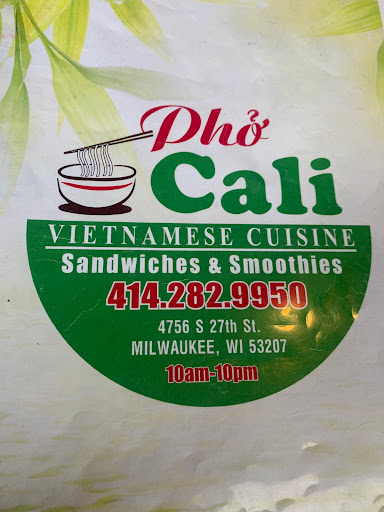 Phở
Cali
VIETNAMESE CUISINE
Sandwiches & Smoothies
414.282.9950
4756 S 27th St.
MILWAUKEE, WI 53207
10am-10pm